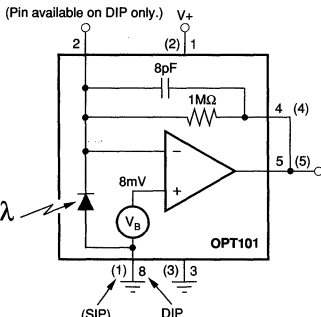 (Pin available on DIP only.) V+
2 (2) 1
8pF
1MΩ
4 (4)
5 (5)
−
8mV
+
λ
VB
OPT101
(1) 8 (3) 3
(SIP) DIP